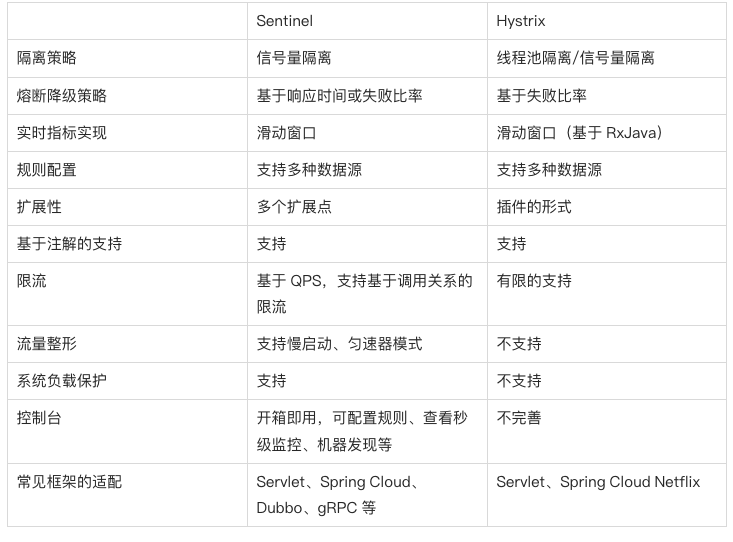 Sentinel Hystrix
隔离策略 信号量隔离 线程池隔离/信号量隔离
熔断降级策略 基于响应时间或失败比率 基于失败比率
实时指标实现 滑动窗口 滑动窗口（基于 RxJava）
规则配置 支持多种数据源 支持多种数据源
扩展性 多个扩展点 插件的形式
基于注解的支持 支持 支持
限流 基于 QPS，支持基于调用关系的 有限的支持
限流
流量整形 支持慢启动、匀速器模式 不支持
系统负载保护 支持 不支持
控制台 开箱即用，可配置规则、查看秒 不完善
级监控、机器发现等
常见框架的适配 Servlet、Spring Cloud、 Servlet、Spring Cloud Netflix
Dubbo、gRPC 等